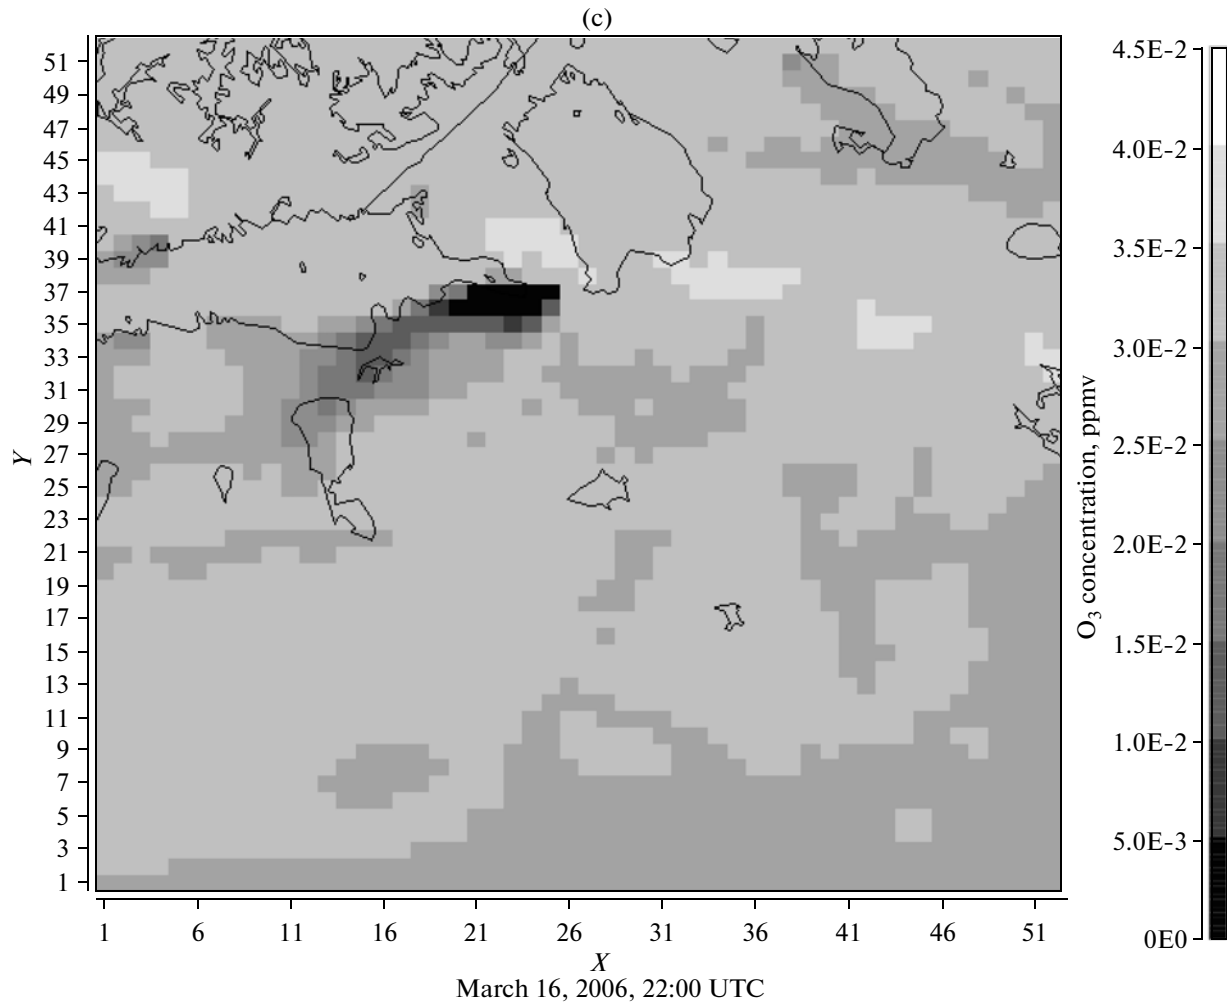 (c)
51
49
47
45
43
41
39
37
35
33
31
29
27
25
23
21
19
17
15
13
11
9
7
5
3
1
Y
1 6 11 16 21 26 31 36 41 46 51
X
March 16, 2006, 22:00 UTC
4.5E-2
4.0E-2
3.5E-2
3.0E-2
2.5E-2
2.0E-2
1.5E-2
1.0E-2
5.0E-3
0E0
O₃ concentration, ppmv